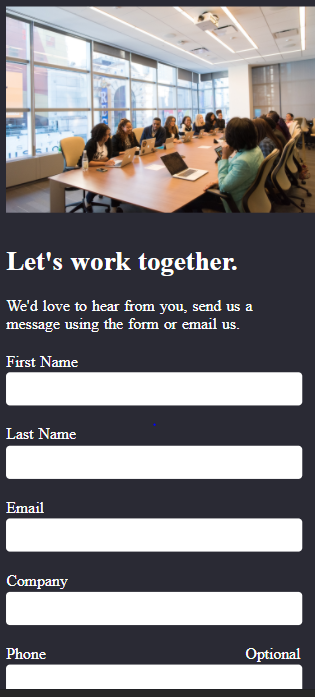 Let's work together.
We'd love to hear from you, send us a
message using the form or email us.
First Name
Last Name
Email
Company
Phone Optional